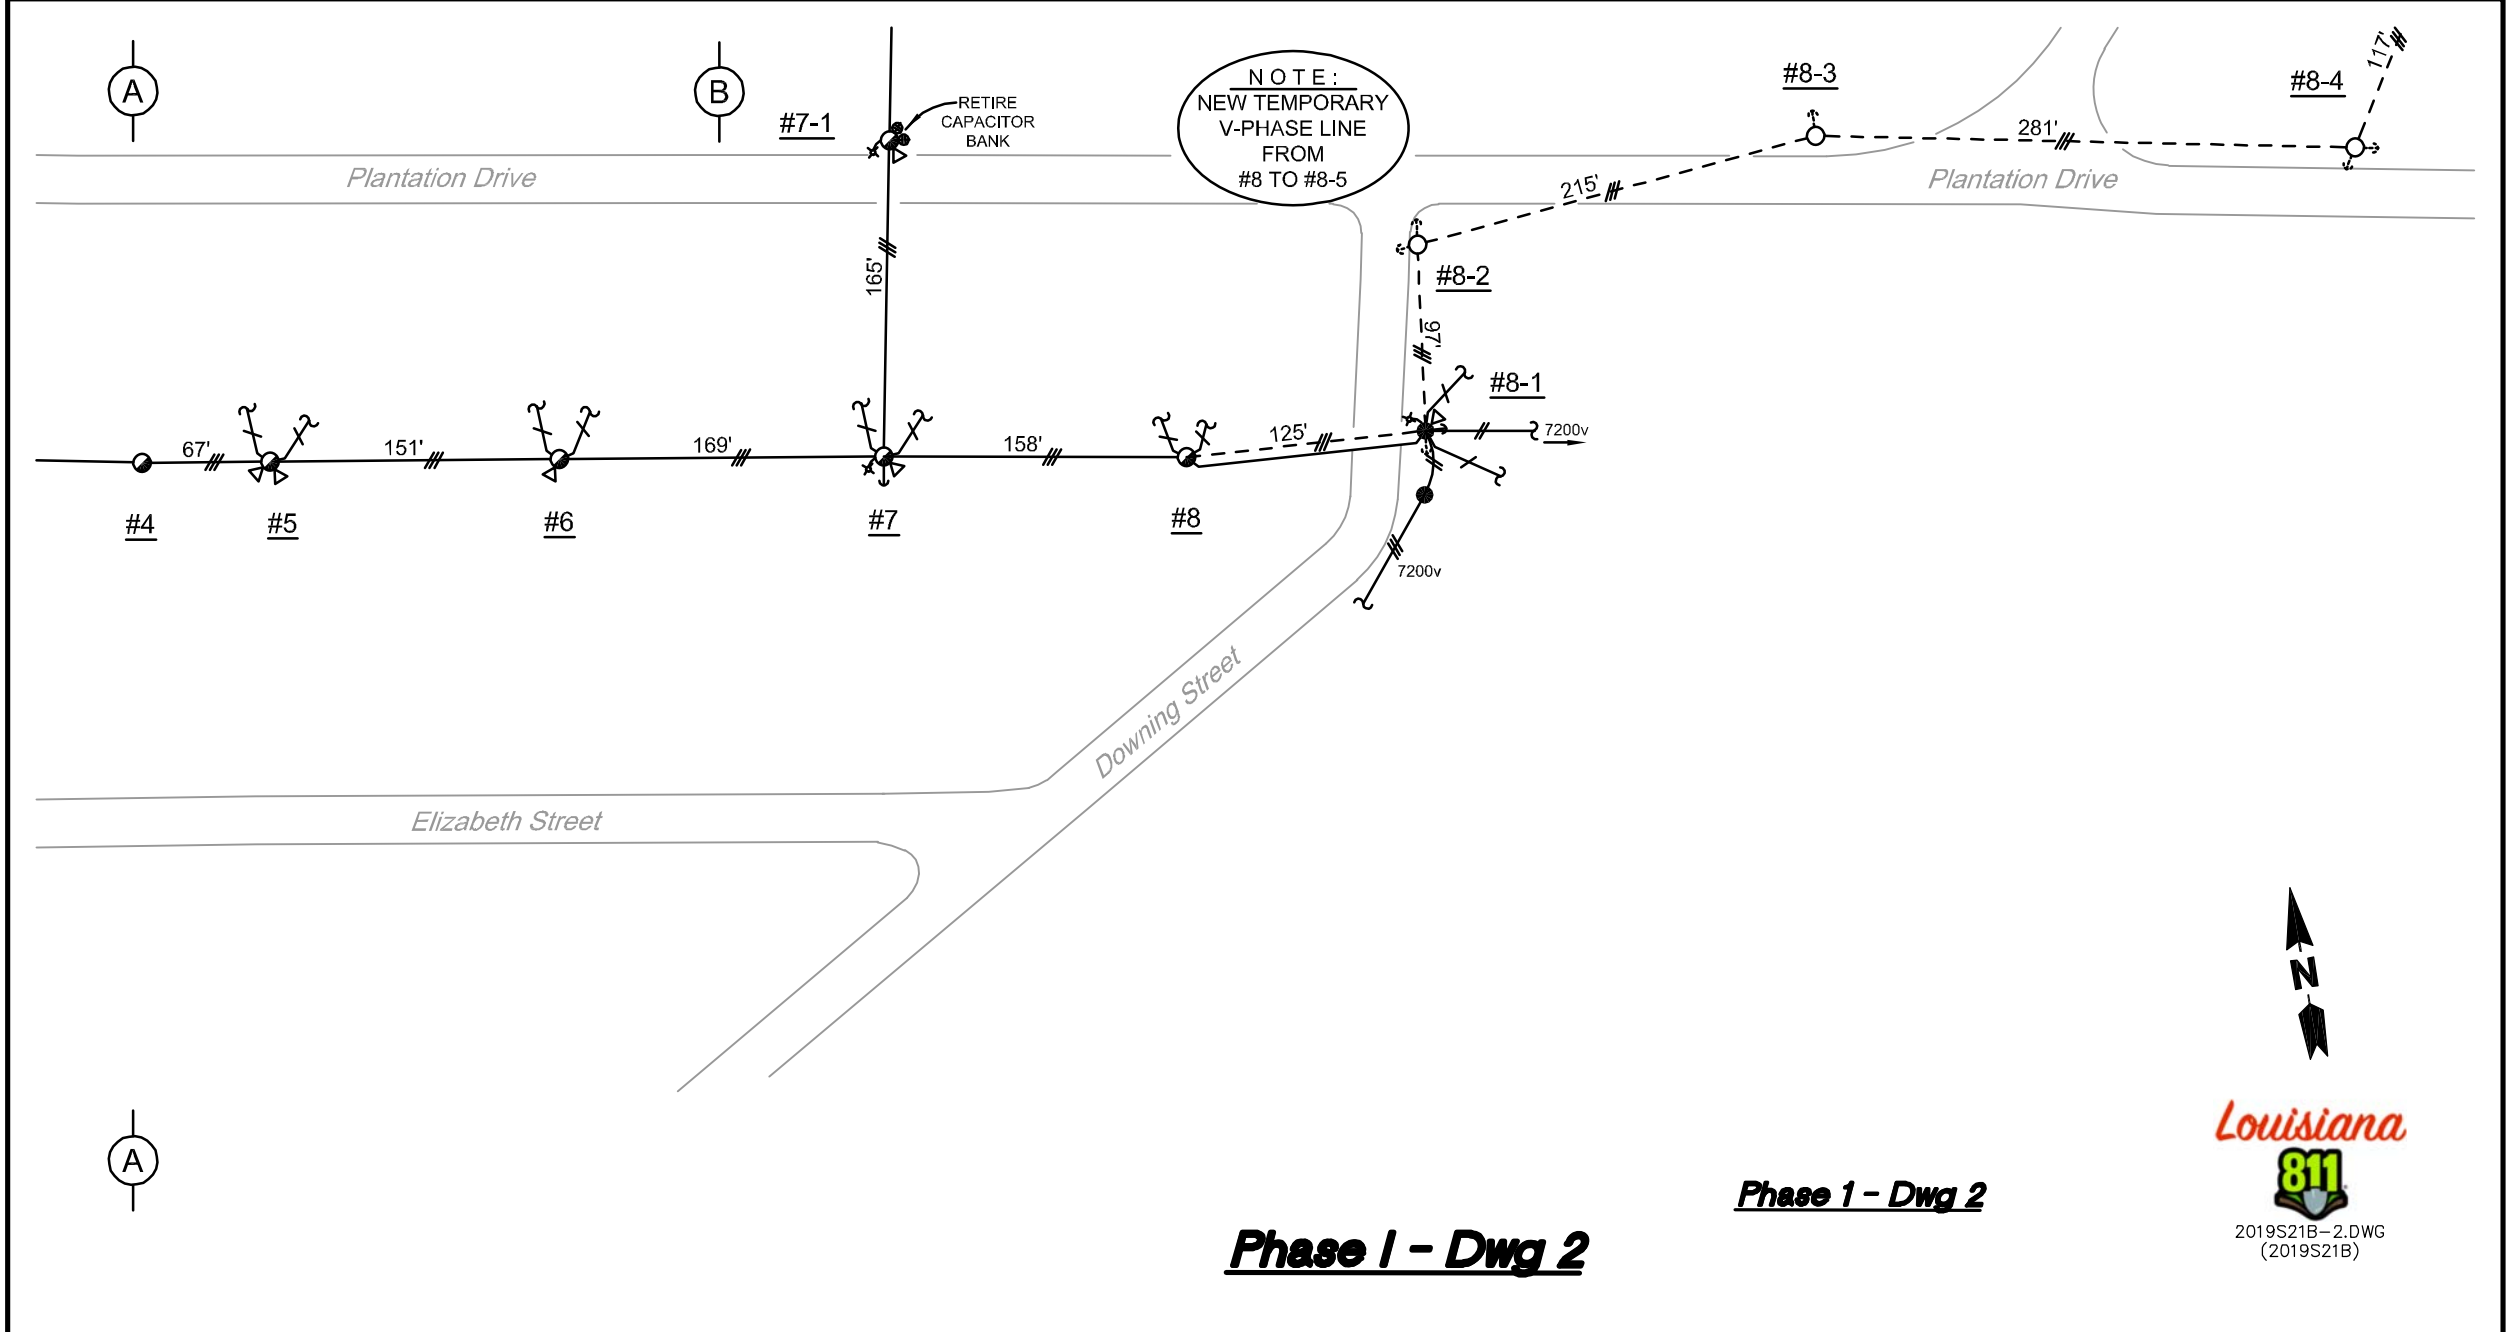 A
B
#7-1
RETIRE
CAPACITOR
BANK
N O T E :
NEW TEMPORARY
V-PHASE LINE
FROM
#8 TO #8-5
#8-3
#8-4
117'
281'
Plantation Drive
215'
Plantation Drive
165'
#8-2
97'
#8-1
67'
151'
169'
158'
125'
7200v
#4
#5
#6
#7
#8
7200v
Downing Street
Elizabeth Street
N
A
Louisiana
811
Phase 1 - Dwg 2
2019S21B-2.DWG
(2019S21B)
Phase I - Dwg 2